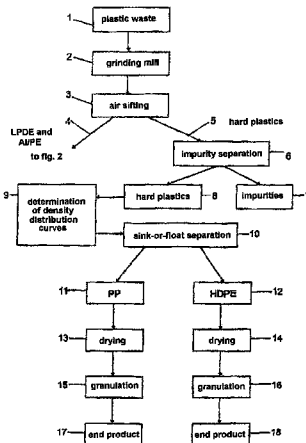 1
plastic waste
2
grinding mill
3
air sifting
4
5 hard plastics
LPDE and
Al/PE
to fig. 2
impurity separation
6
9
determination
of density
distribution
curves
hard plastics
8
impurities
sink-or-float separation
10
11
PP
HDPE
12
13
drying
drying
14
15
granulation
granulation
16
17
end product
end product
18